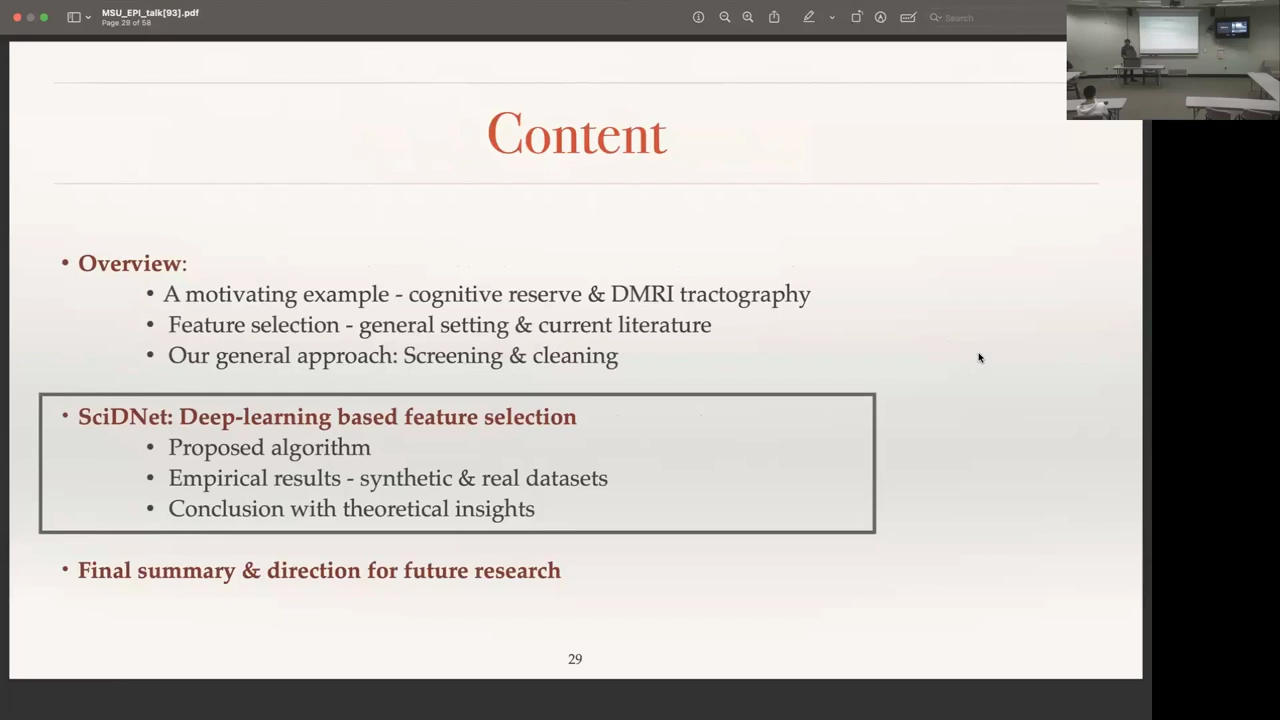 MSU_EPI_talk[93].pdf
Page 29 of 58
Search
Content
• Overview:
• A motivating example - cognitive reserve & DMRI tractography
• Feature selection - general setting & current literature
• Our general approach: Screening & cleaning
• SciDNet: Deep-learning based feature selection
• Proposed algorithm
• Empirical results - synthetic & real datasets
• Conclusion with theoretical insights
• Final summary & direction for future research
29